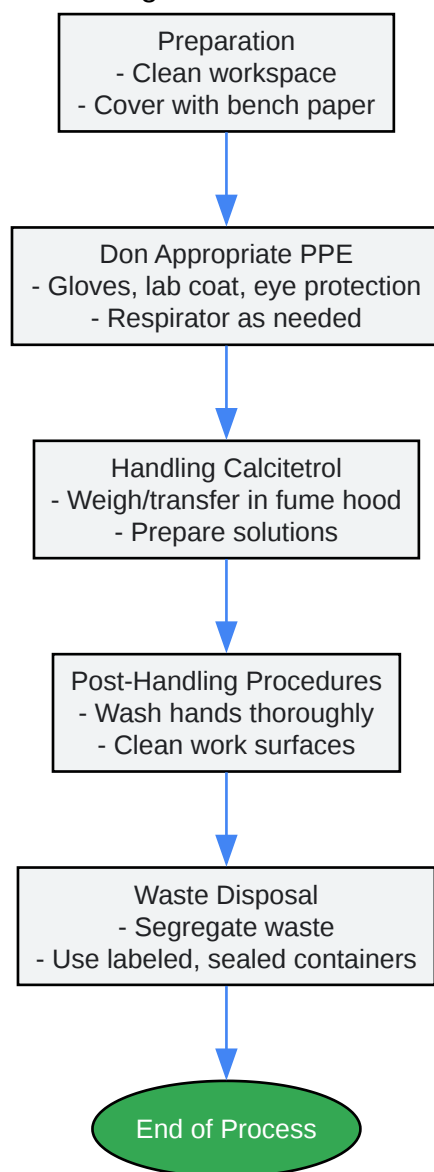 Preparation
- Clean workspace
- Cover with bench paper
Don Appropriate PPE
- Gloves, lab coat, eye protection
- Respirator as needed
Handling Calcitetrol
- Weigh/transfer in fume hood
- Prepare solutions
Post-Handling Procedures
- Wash hands thoroughly
- Clean work surfaces
Waste Disposal
- Segregate waste
- Use labeled, sealed containers
End of Process